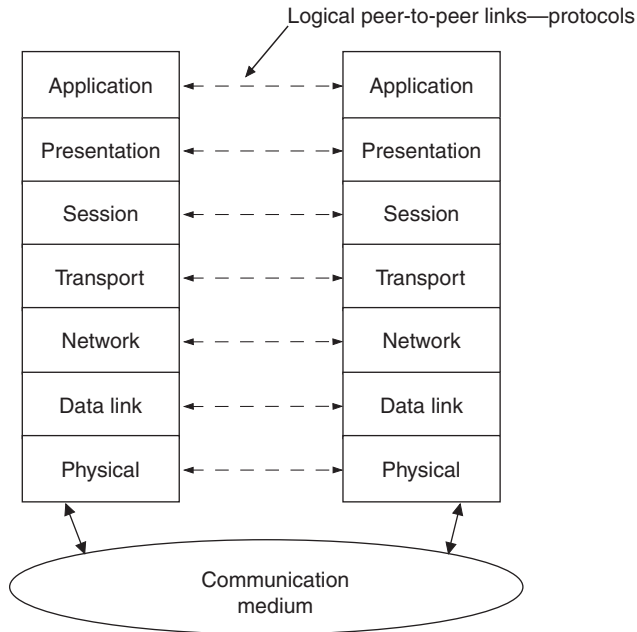 Logical peer-to-peer links—protocols
Application
Application
Presentation
Presentation
Session
Session
Transport
Transport
Network
Network
Data link
Data link
Physical
Physical
Communication
medium